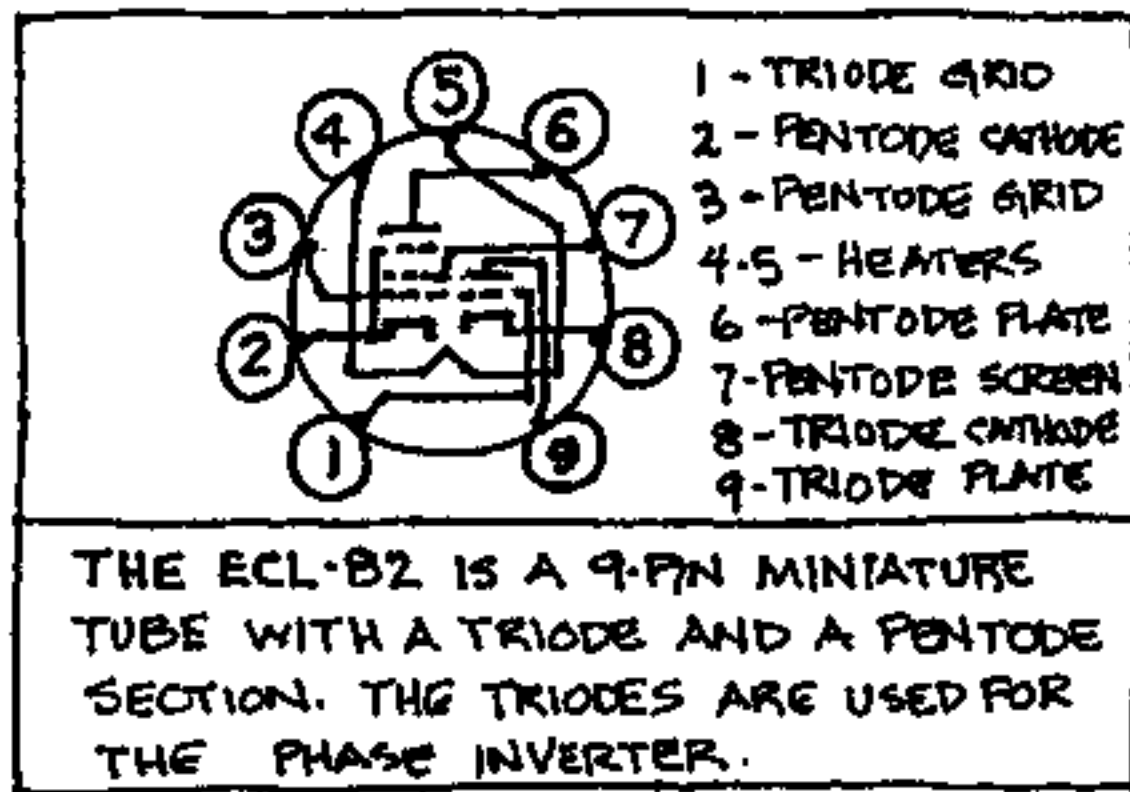 5
4
6
3
7
2
8
1
9
1 - TRIODE GRID
2 - PENTODE CATHODE
3 - PENTODE GRID
4-5 - HEATERS
6 - PENTODE PLATE
7 - PENTODE SCREEN
8 - TRIODE CATHODE
9 - TRIODE PLATE
THE ECL-82 IS A 9-PIN MINIATURE
TUBE WITH A TRIODE AND A PENTODE
SECTION. THE TRIODES ARE USED FOR
THE PHASE INVERTER.